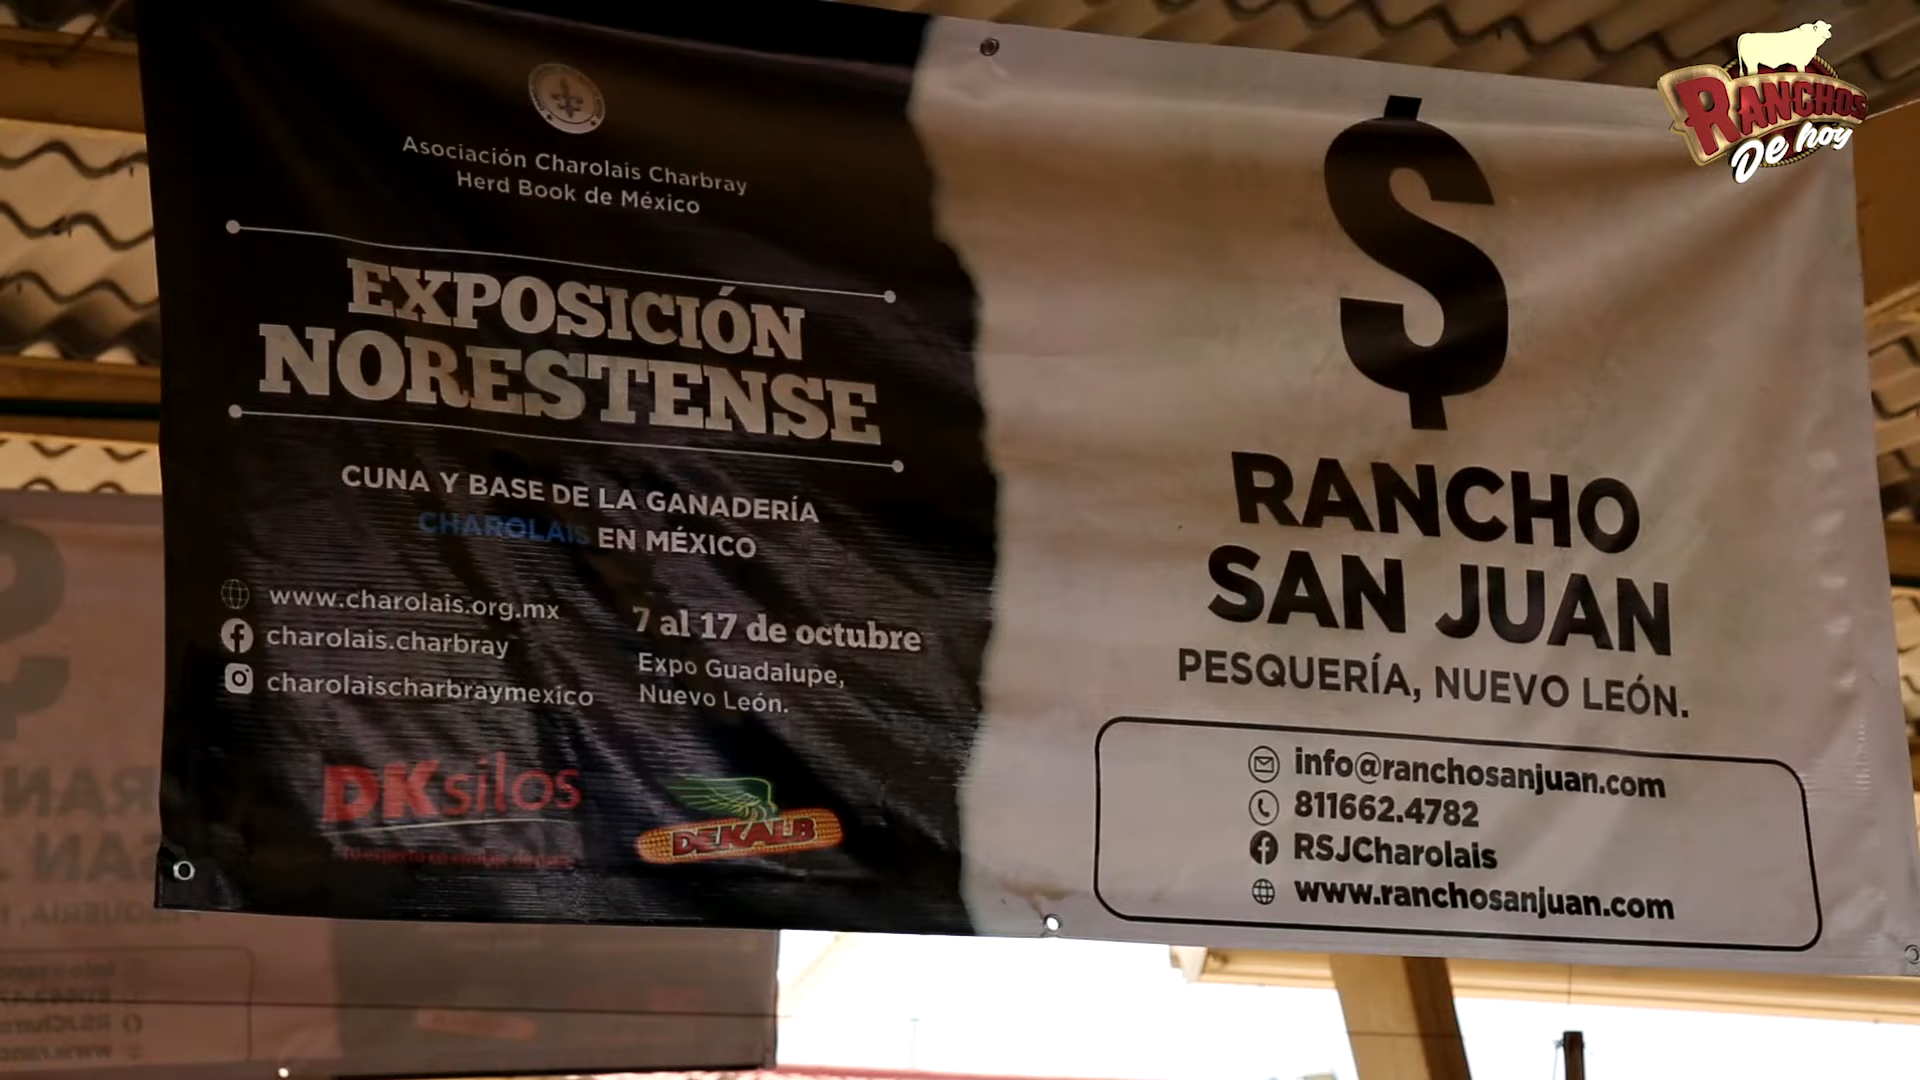 Asociación Charolais Charbray
Herd Book de México
EXPOSICIÓN
NORESTENSE
CUNA Y BASE DE LA GANADERÍA
CHAROLAIS EN MÉXICO
www.charolais.org.mx
charolais.charbray
charolaischarbraymexico
7 al 17 de octubre
Expo Guadalupe,
Nuevo León.
DKsilos
DEKALB
$
RANCHO
SAN JUAN
PESQUERÍA, NUEVO LEÓN.
info@ranchosanjuan.com
811662.4782
RSJCharolais
www.ranchosanjuan.com
RANCHOS
De hoy